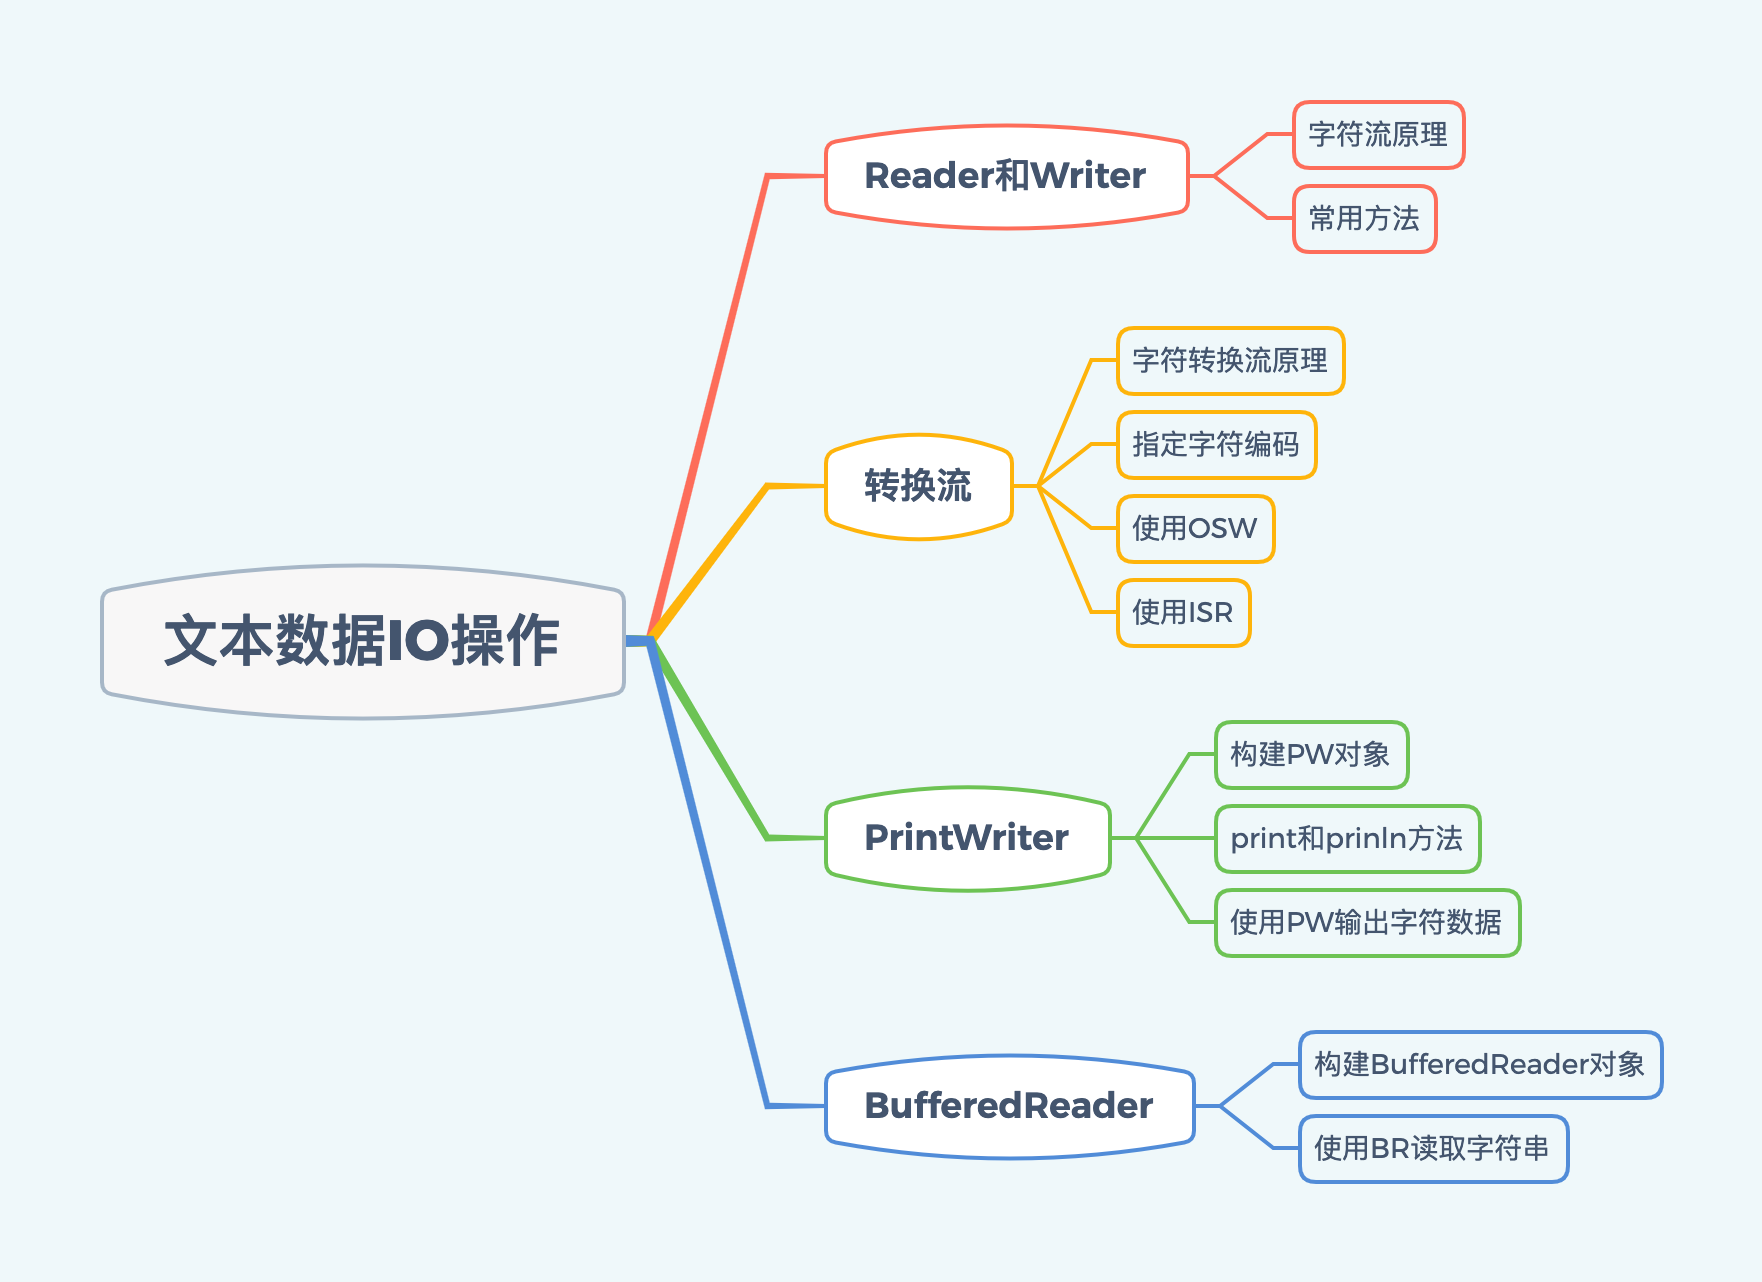 文本数据IO操作
Reader和Writer
字符流原理
常用方法
转换流
字符转换流原理
指定字符编码
使用OSW
使用ISR
PrintWriter
构建PW对象
print和prinln方法
使用PW输出字符数据
BufferedReader
构建BufferedReader对象
使用BR读取字符串